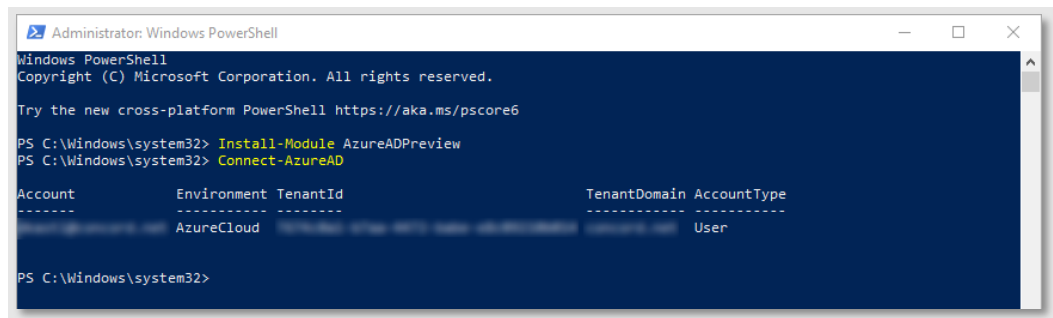 Administrator: Windows PowerShell
Windows PowerShell
Copyright (C) Microsoft Corporation. All rights reserved.
Try the new cross-platform PowerShell https://aka.ms/pscore6
PS C:\Windows\system32> Install-Module AzureADPreview
PS C:\Windows\system32> Connect-AzureAD
Account Environment TenantId TenantDomain AccountType
------- ----------- -------- ------------ -----------
AzureCloud User
PS C:\Windows\system32>